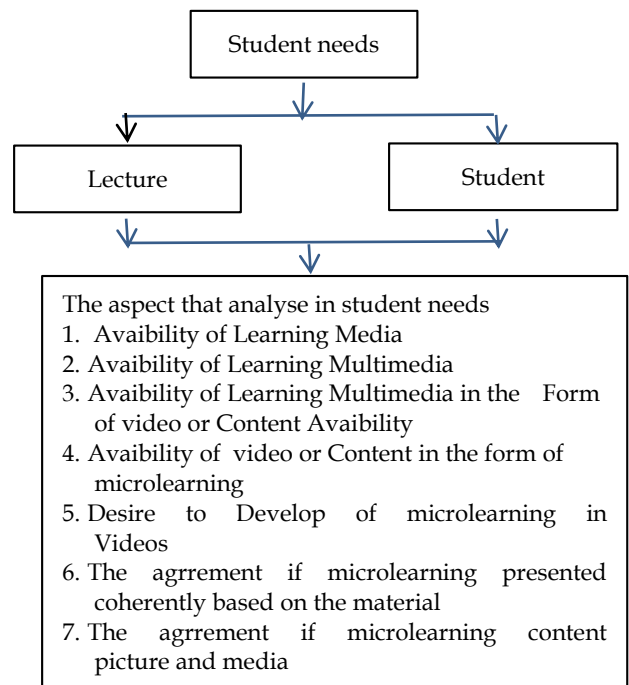 Student needs
Lecture
Student
The aspect that analyse in student needs
1. Avaibility of Learning Media
2. Avaibility of Learning Multimedia
3. Avaibility of Learning Multimedia in the Form
of video or Content Avaibility
4. Avaibility of video or Content in the form of
microlearning
5. Desire to Develop of microlearning in
Videos
6. The agrrement if microlearning presented
coherently based on the material
7. The agrrement if microlearning content
picture and media